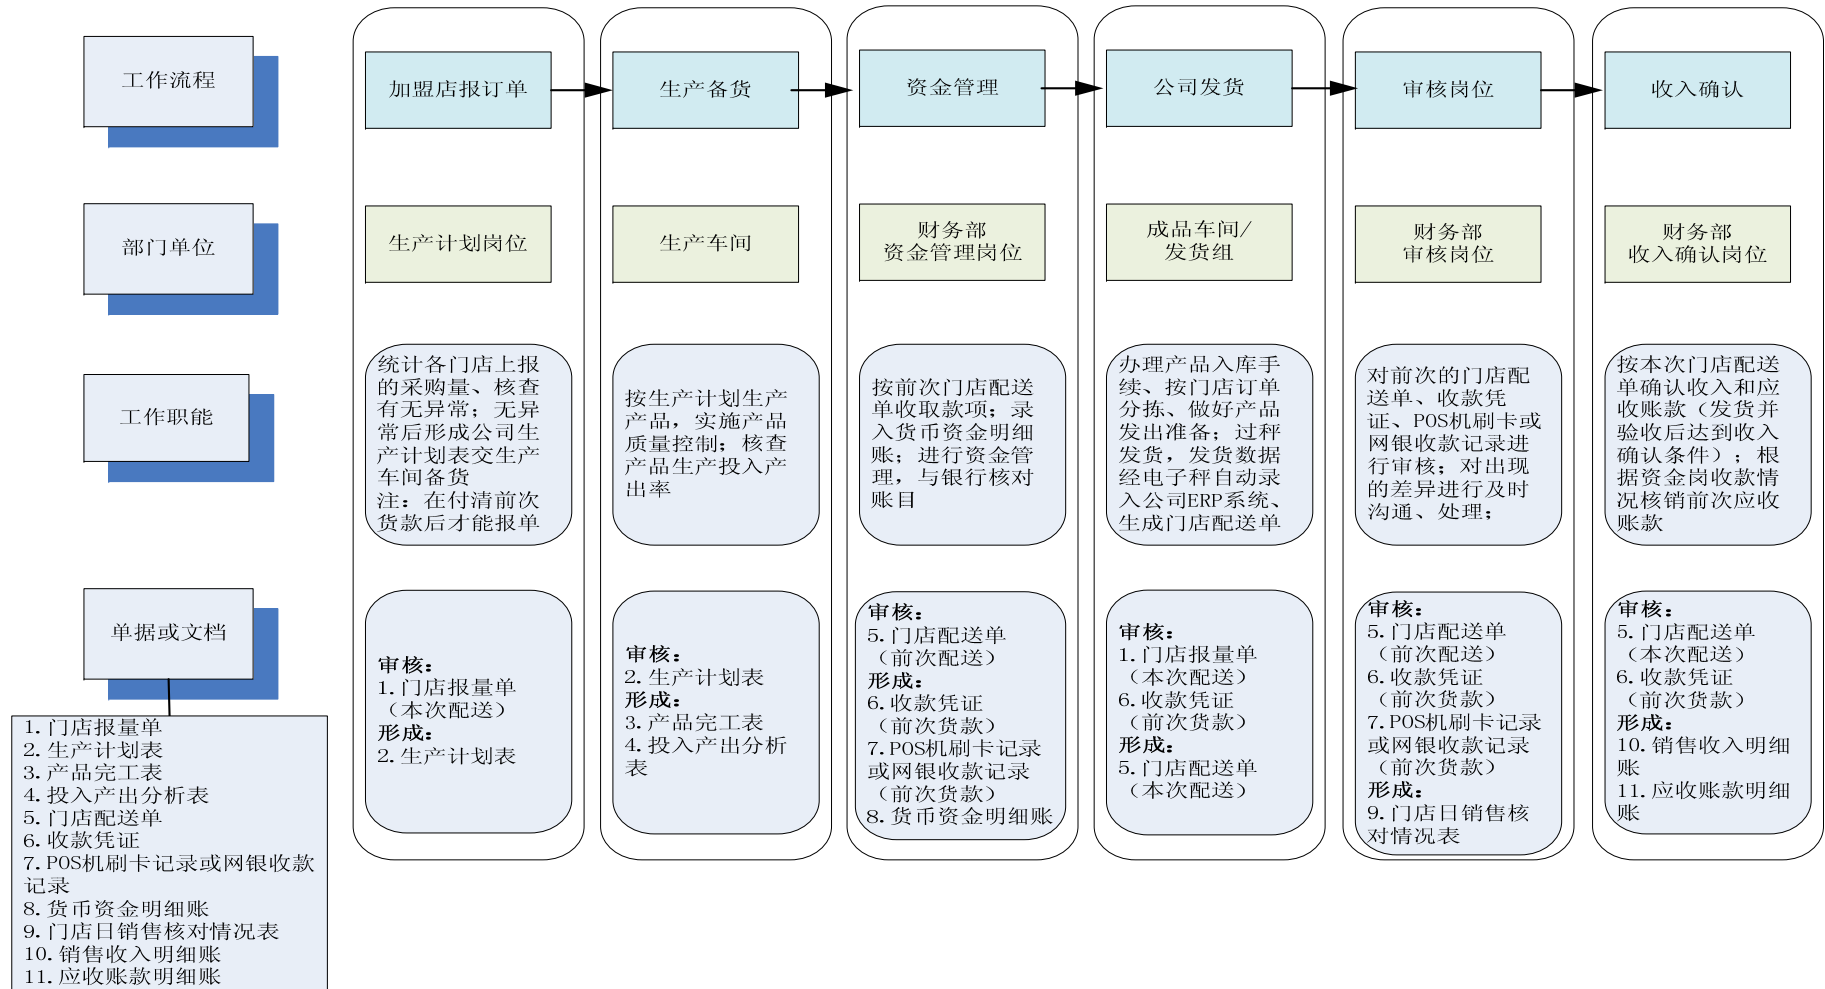 工作流程
加盟店报订单
生产备货
资金管理
公司发货
审核岗位
收入确认
部门单位
生产计划岗位
生产车间
财务部
资金管理岗位
成品车间/
发货组
财务部
审核岗位
财务部
收入确认岗位
工作职能
统计各门店上报
的采购量、核查
有无异常；无异
常后形成公司生
产计划表交生产
车间备货
注：在付清前次
货款后才能报单
按生产计划生产
产品，实施产品
质量控制；核查
产品生产投入产
出率
按前次门店配送
单收取款项；录
入货币资金明细
账；进行资金管
理，与银行核对
账目
办理产品入库手
续、按门店订单
分拣、做好产品
发出准备；过秤
发货，发货数据
经电子秤自动录
入公司ERP系统、
生成门店配送单
对前次的门店配
送单、收款凭
证、POS机刷卡或
网银收款记录进
行审核；对出现
的差异进行及时
沟通、处理；
按本次门店配送
单确认收入和应
收账款（发货并
验收后达到收入
确认条件）；根
据资金岗收款情
况核销前次应收
账款
单据或文档
1.门店报量单
2.生产计划表
3.产品完工表
4.投入产出分析表
5.门店配送单
6.收款凭证
7.POS机刷卡记录或网银收款
记录
8.货币资金明细账
9.门店日销售核对情况表
10.销售收入明细账
11.应收账款明细账
审核：
1.门店报量单
（本次配送）
形成：
2.生产计划表
审核：
2.生产计划表
形成：
3.产品完工表
4.投入产出分析
表
审核：
5.门店配送单
（前次配送）
形成：
6.收款凭证
（前次货款）
7.POS机刷卡记录
或网银收款记录
（前次货款）
8.货币资金明细账
审核：
1.门店报量单
（本次配送）
6.收款凭证
（前次货款）
形成：
5.门店配送单
（本次配送）
审核：
5.门店配送单
（前次配送）
6.收款凭证
（前次货款）
7.POS机刷卡记录
或网银收款记录
（前次货款）
形成：
9.门店日销售核
对情况表
审核：
5.门店配送单
（本次配送）
6.收款凭证
（前次货款）
形成：
10.销售收入明细
账
11.应收账款明细
账